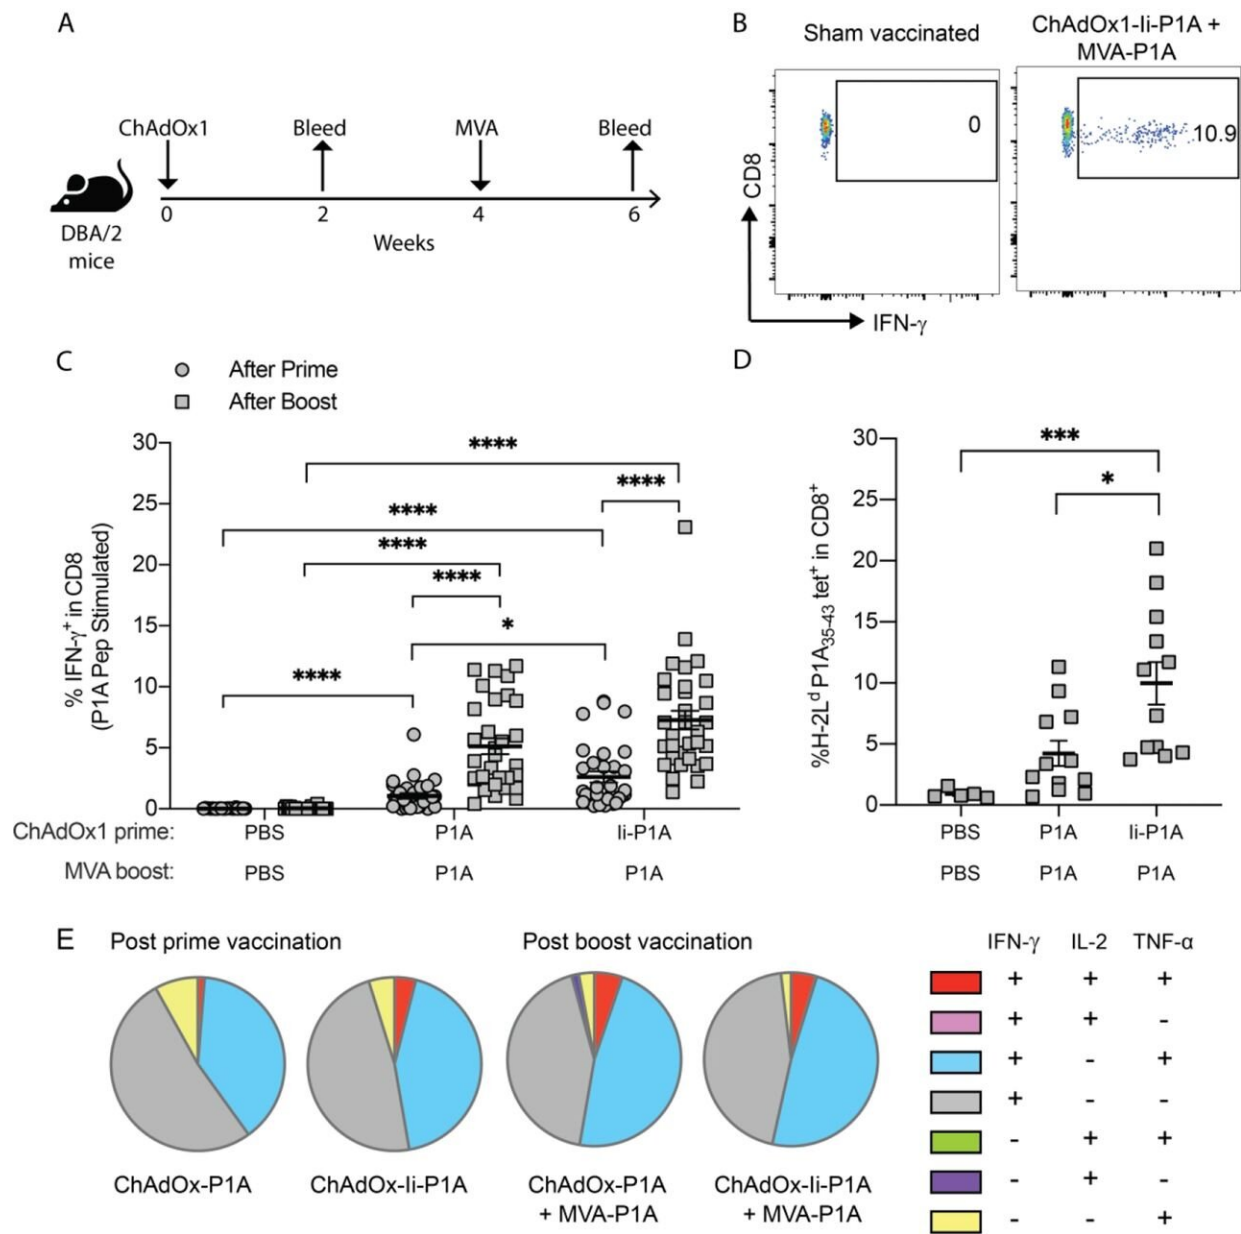 A
ChAdOx1
Bleed
MVA
Bleed
0
2
4
6
Weeks
DBA/2
mice
B
Sham vaccinated
ChAdOx1-Ii-P1A +
MVA-P1A
0
10.9
CD8
IFN-γ
C
After Prime
After Boost
% IFN-γ+ in CD8
(P1A Pep Stimulated)
30
25
20
15
10
5
0
****
****
****
****
****
*
****
ChAdOx1 prime: PBS P1A Ii-P1A
MVA boost: PBS P1A P1A
D
%H-2L d P1A35-43 tet+ in CD8+
30
25
20
15
10
5
0
***
*
PBS P1A Ii-P1A
PBS P1A P1A
E
Post prime vaccination
Post boost vaccination
ChAdOx-P1A
ChAdOx-Ii-P1A
ChAdOx-P1A
+ MVA-P1A
ChAdOx-Ii-P1A
+ MVA-P1A
IFN-γ IL-2 TNF-α
+ + +
+ + -
+ - +
+ - -
- + +
- + -
- - +